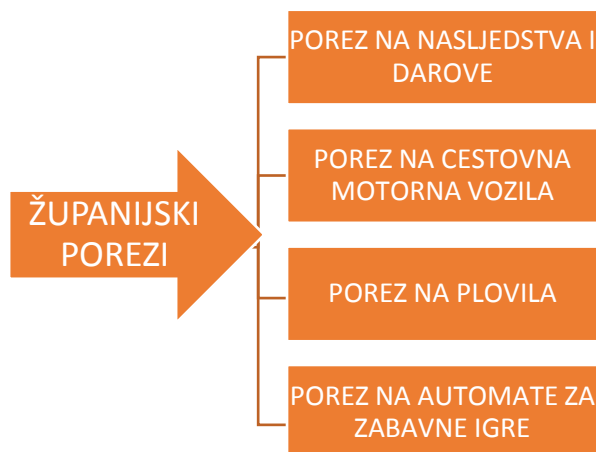 ŽUPANIJSKI
POREZI
POREZ NA NASLJEDSTVA I
DAROVE
POREZ NA CESTOVNA
MOTORNA VOZILA
POREZ NA PLOVILA
POREZ NA AUTOMATE ZA
ZABAVNE IGRE